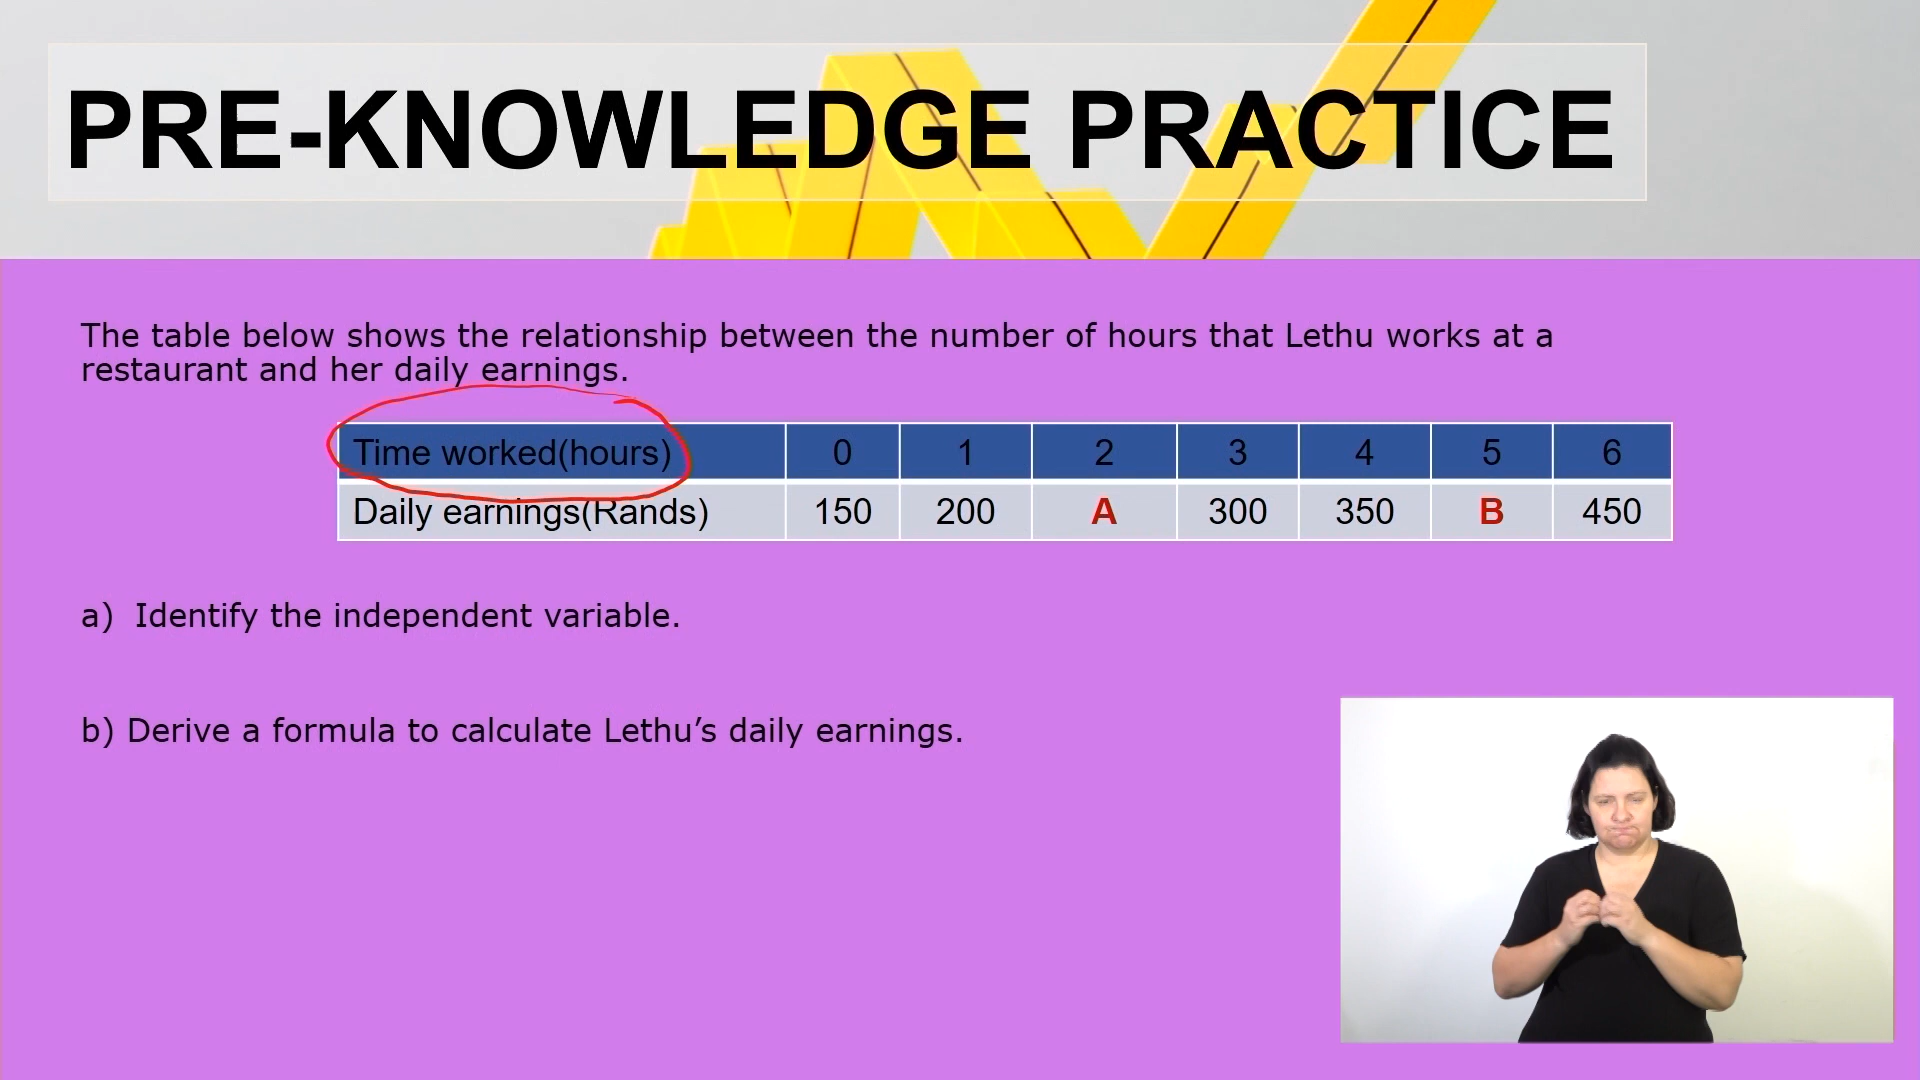 PRE-KNOWLEDGE PRACTICE
The table below shows the relationship between the number of hours that Lethu works at a
restaurant and her daily earnings.
Time worked(hours) 0 1 2 3 4 5 6
Daily earnings(Rands) 150 200 A 300 350 B 450
a) Identify the independent variable.
b) Derive a formula to calculate Lethu’s daily earnings.